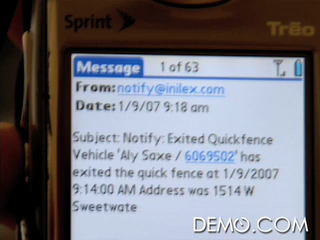 Sprint
Trēo
Message 1 of 63
From: notify@inilex.com
Date: 1/9/07 9:18 am
Subject: Notify: Exited Quickfence
Vehicle 'Aly Saxe / 6069502' has
exited the quick fence at 1/9/2007
9:14:00 AM Address was 1514 W
Sweetwate
DEMO.COM